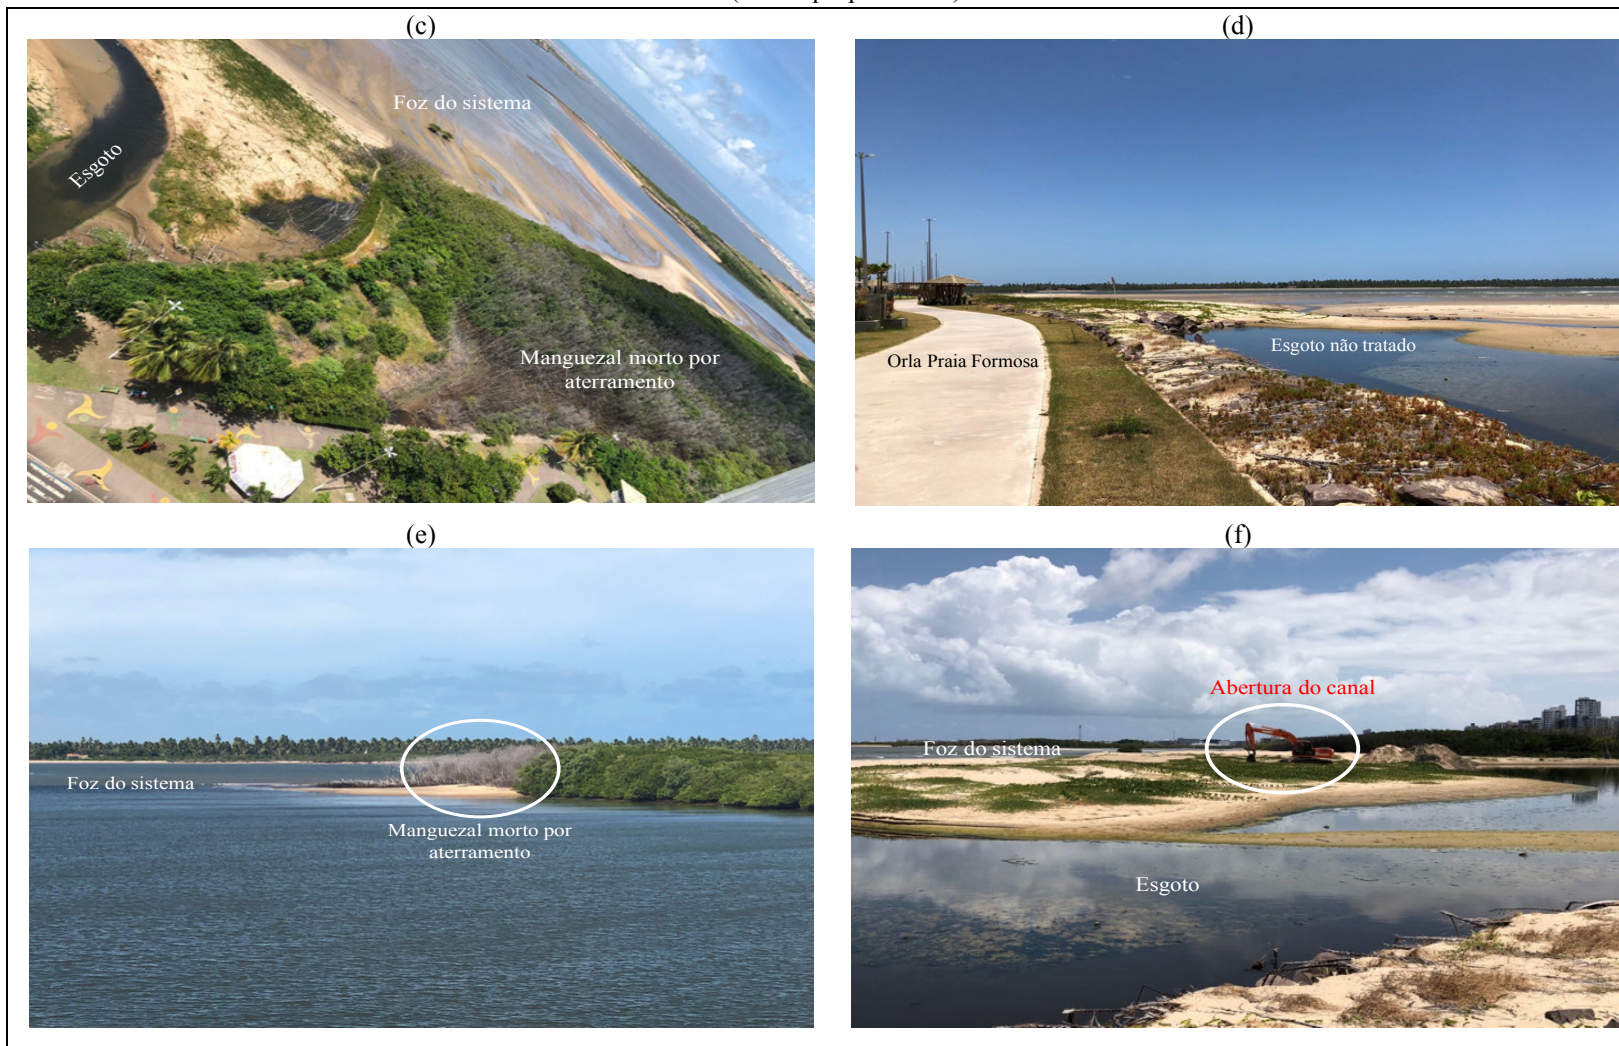 (c)
(d)
Foz do sistema
Esgoto
Manguezal morto por
aterramento
Esgoto não tratado
Orla Praia Formosa
(e)
(f)
Foz do sistema
Manguezal morto por
aterramento
Abertura do canal
Foz do sistema
Esgoto